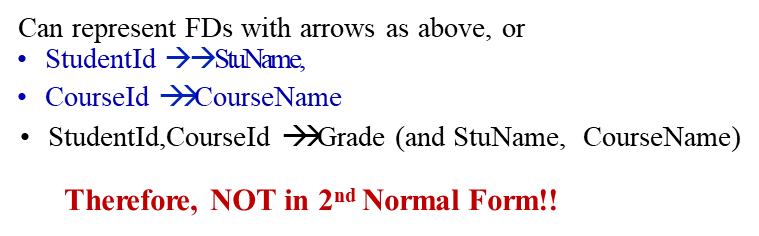 Can represent FDs with arrows as above, or
• StudentId →→StuName,
• CourseId →→CourseName
• StudentId,CourseId →→Grade (and StuName, CourseName)
Therefore, NOT in 2nd Normal Form!!